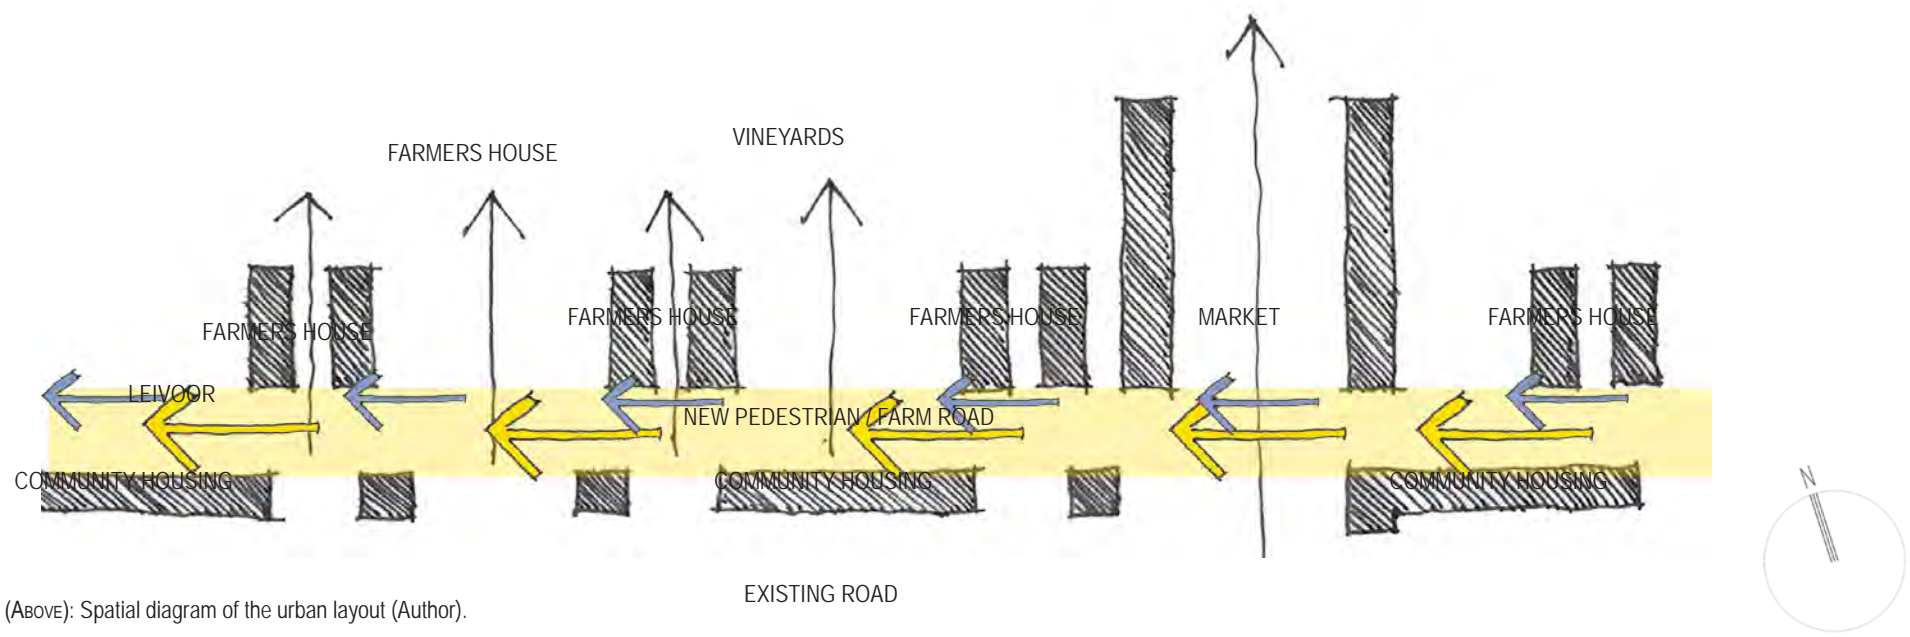 VINEYARDS
FARMERS HOUSE
FARMERS HOUSE
FARMERS HOUSE
FARMERS HOUSE
MARKET
FARMERS HOUSE
LEIVOOR
NEW PEDESTRIAN / FARM ROAD
COMMUNITY HOUSING
COMMUNITY HOUSING
COMMUNITY HOUSING
N
EXISTING ROAD
(ABOVE): Spatial diagram of the urban layout (Author).